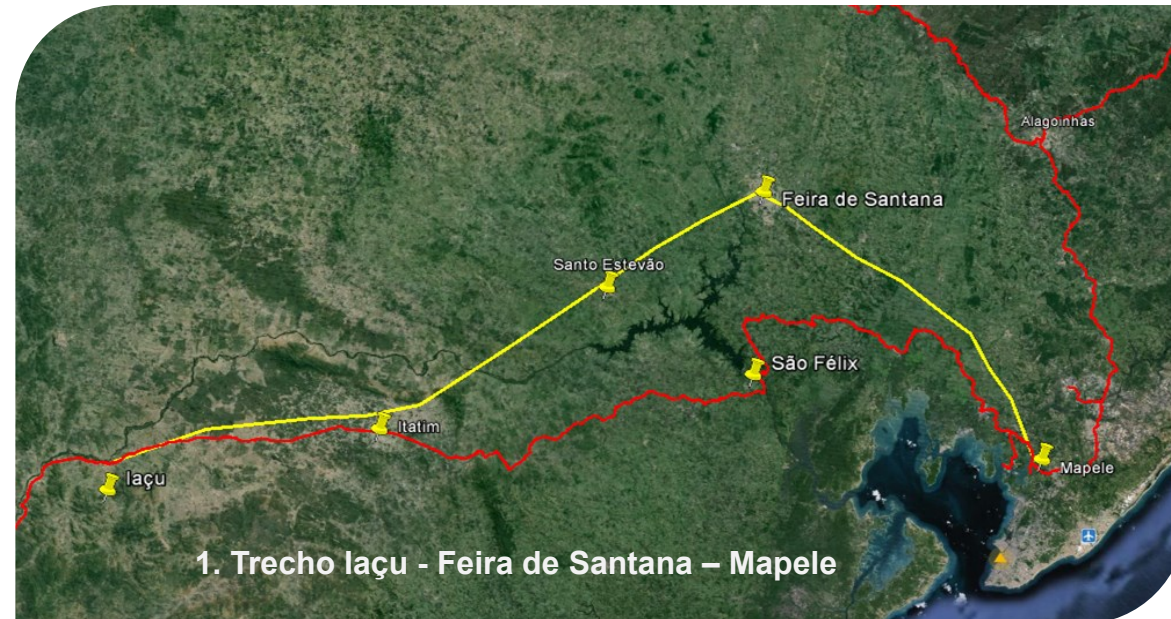 Alagoinhas
Feira de Santana
Santo Estevão
São Félix
Itatim
Mapele
Iaçu
1. Trecho Iaçu - Feira de Santana – Mapele